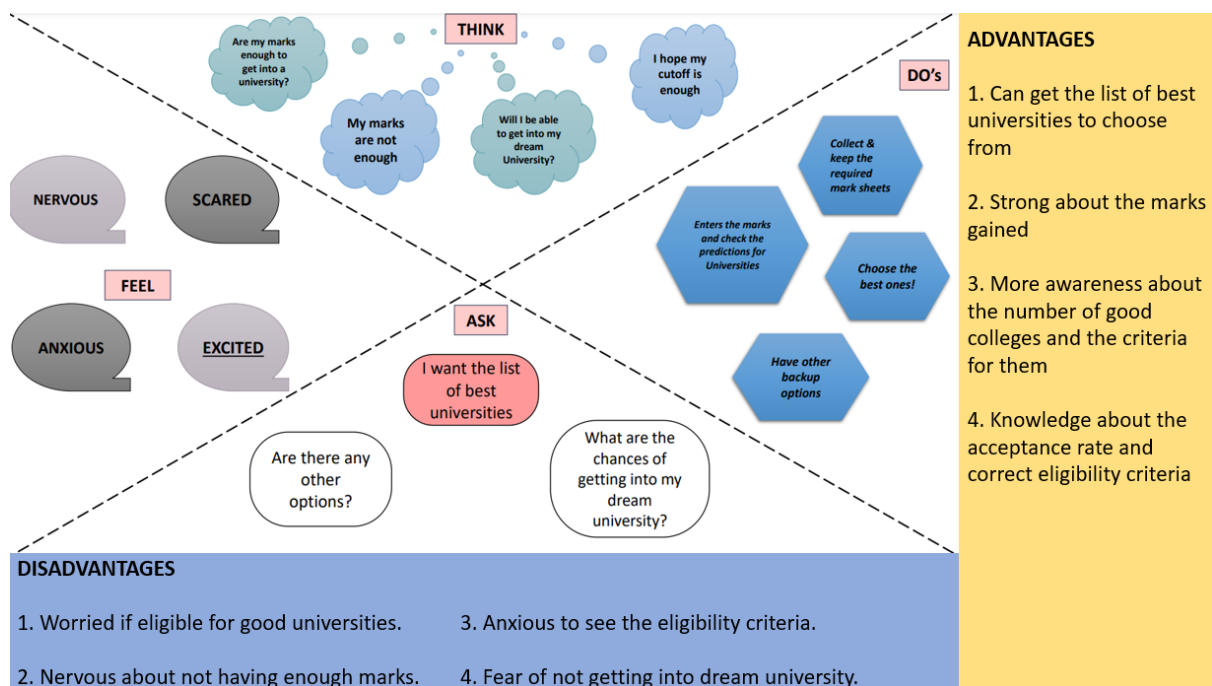 THINK
Are my marks
enough to
get into a
university?
My marks
are not
enough
Will I be able
to get into my
dream
University?
I hope my
cutoff is
enough
NERVOUS
SCARED
FEEL
ANXIOUS
EXCITED
ASK
I want the list
of best
universities
Are there any
other
options?
What are the
chances of
getting into my
dream
university?
DO's
Collect &
keep the
required
mark sheets
Enters the marks
and check the
predictions for
Universities
Choose the
best ones!
Have other
backup
options
ADVANTAGES
1. Can get the list of best
universities to choose
from
2. Strong about the marks
gained
3. More awareness about
the number of good
colleges and the criteria
for them
4. Knowledge about the
acceptance rate and
correct eligibility criteria
DISADVANTAGES
1. Worried if eligible for good universities.
2. Nervous about not having enough marks.
3. Anxious to see the eligibility criteria.
4. Fear of not getting into dream university.